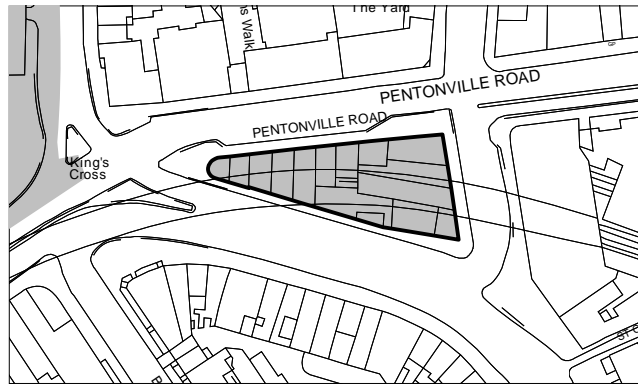 The Yard
s Walk
PENTONVILLE ROAD
PENTONVILLE ROAD
King's
Cross